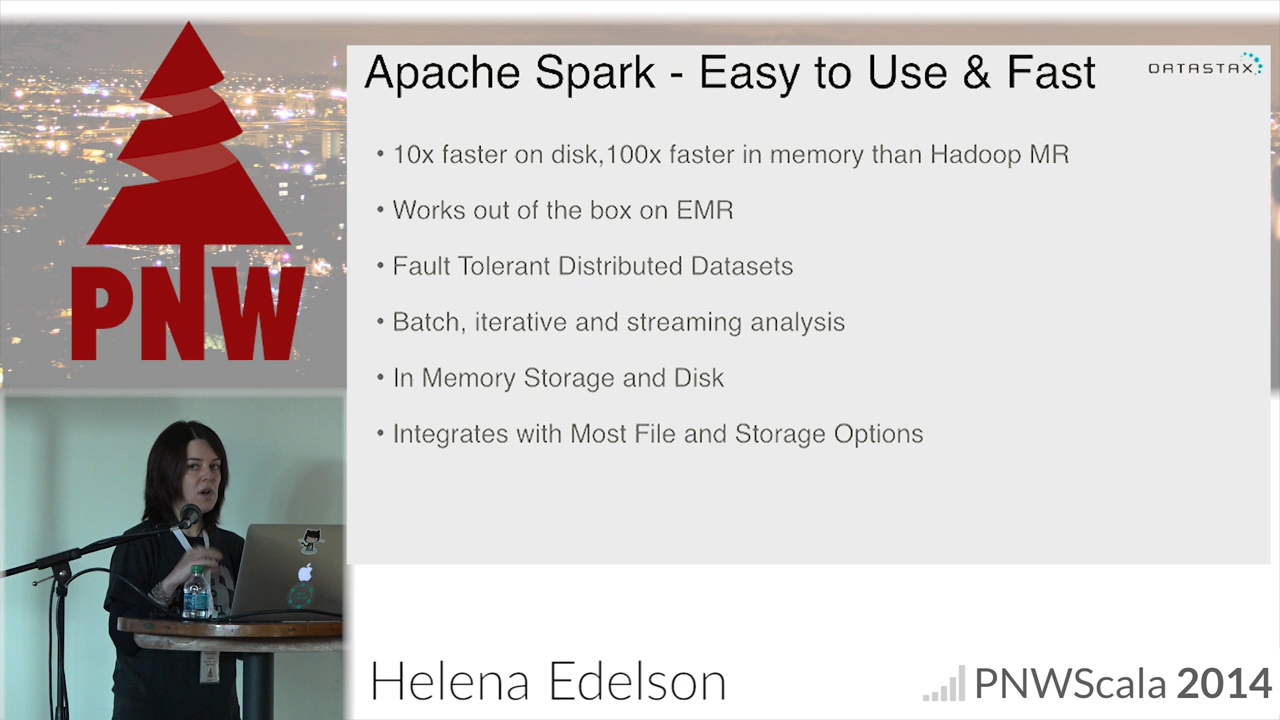 PNW
Apache Spark - Easy to Use & Fast
DATASTAX
• 10x faster on disk,100x faster in memory than Hadoop MR
• Works out of the box on EMR
• Fault Tolerant Distributed Datasets
• Batch, iterative and streaming analysis
• In Memory Storage and Disk
• Integrates with Most File and Storage Options
Helena Edelson
PNWScala 2014